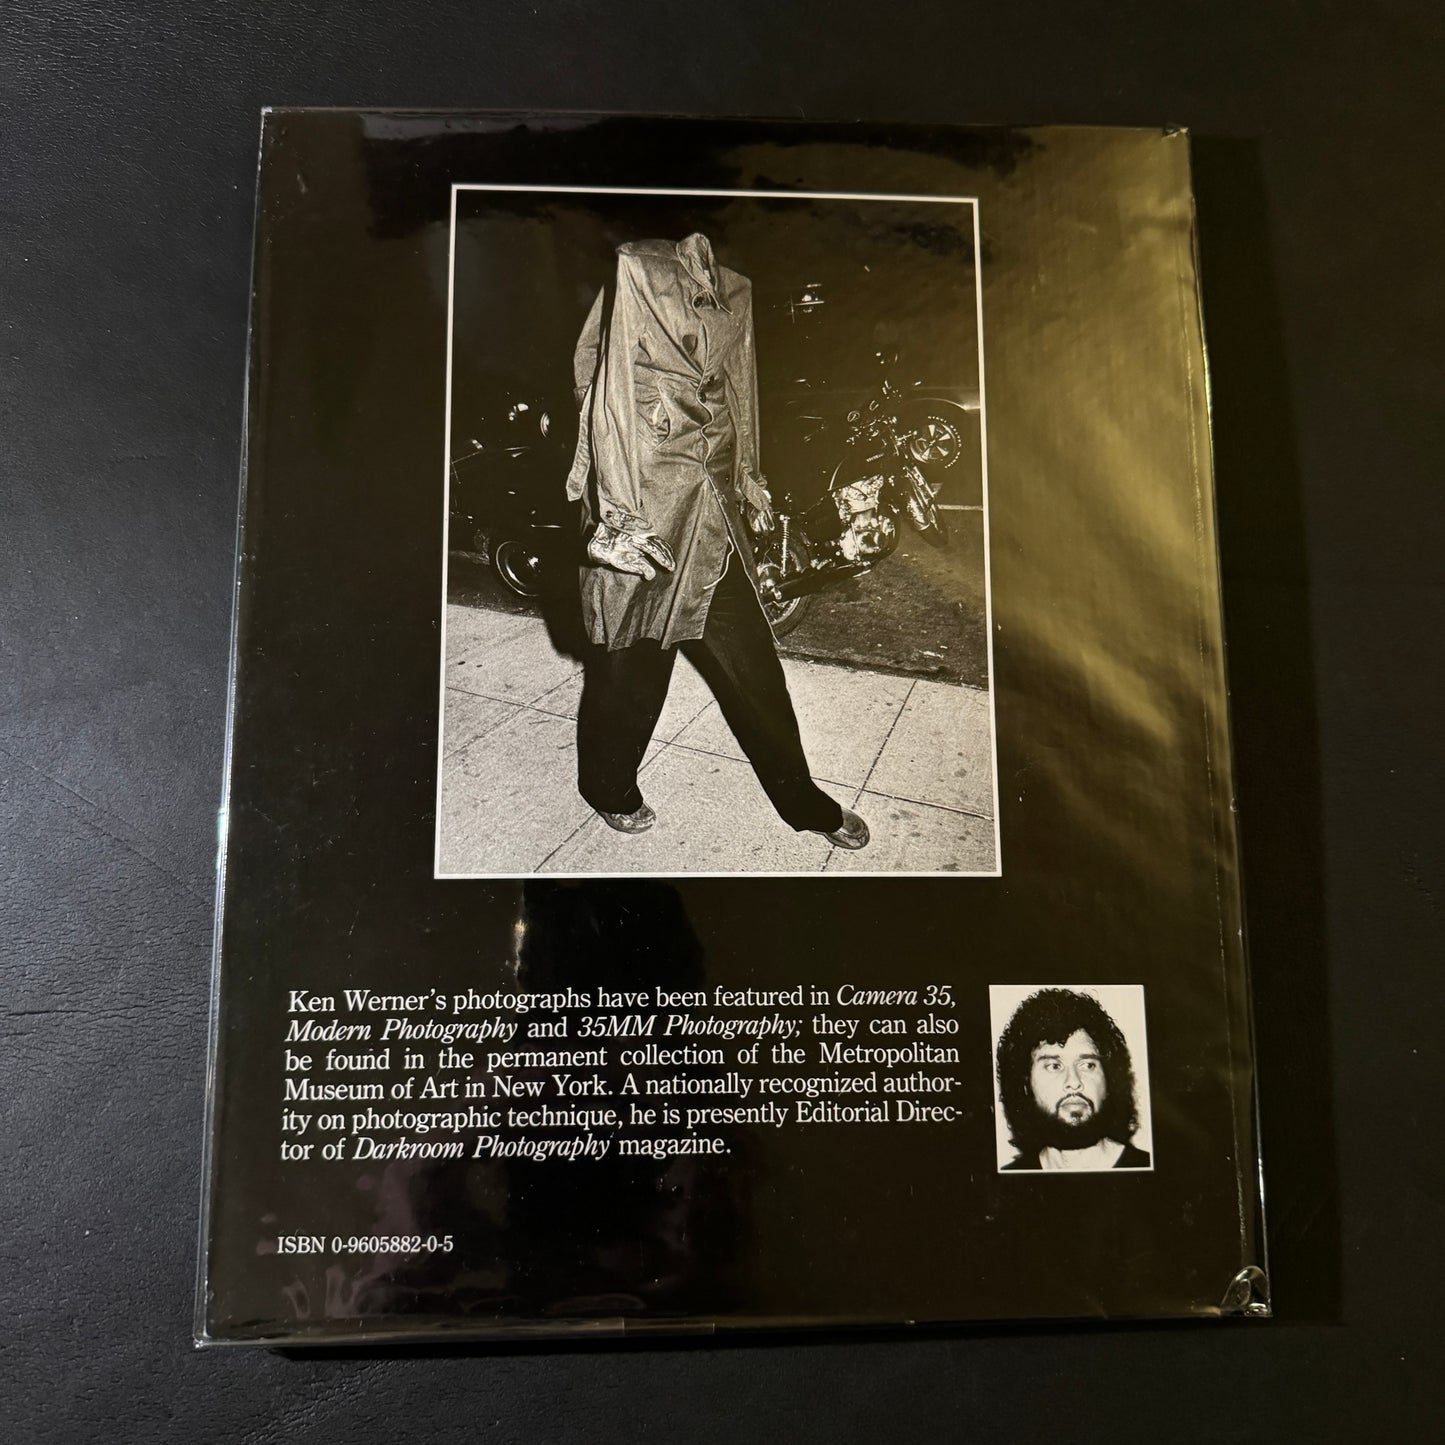 Ken Werner's photographs have been featured in Camera 35,
Modern Photography and 35MM Photography; they can also
be found in the permanent collection of the Metropolitan
Museum of Art in New York. A nationally recognized author-
ity on photographic technique, he is presently Editorial Direc-
tor of Darkroom Photography magazine.
ISBN 0-9605882-0-5